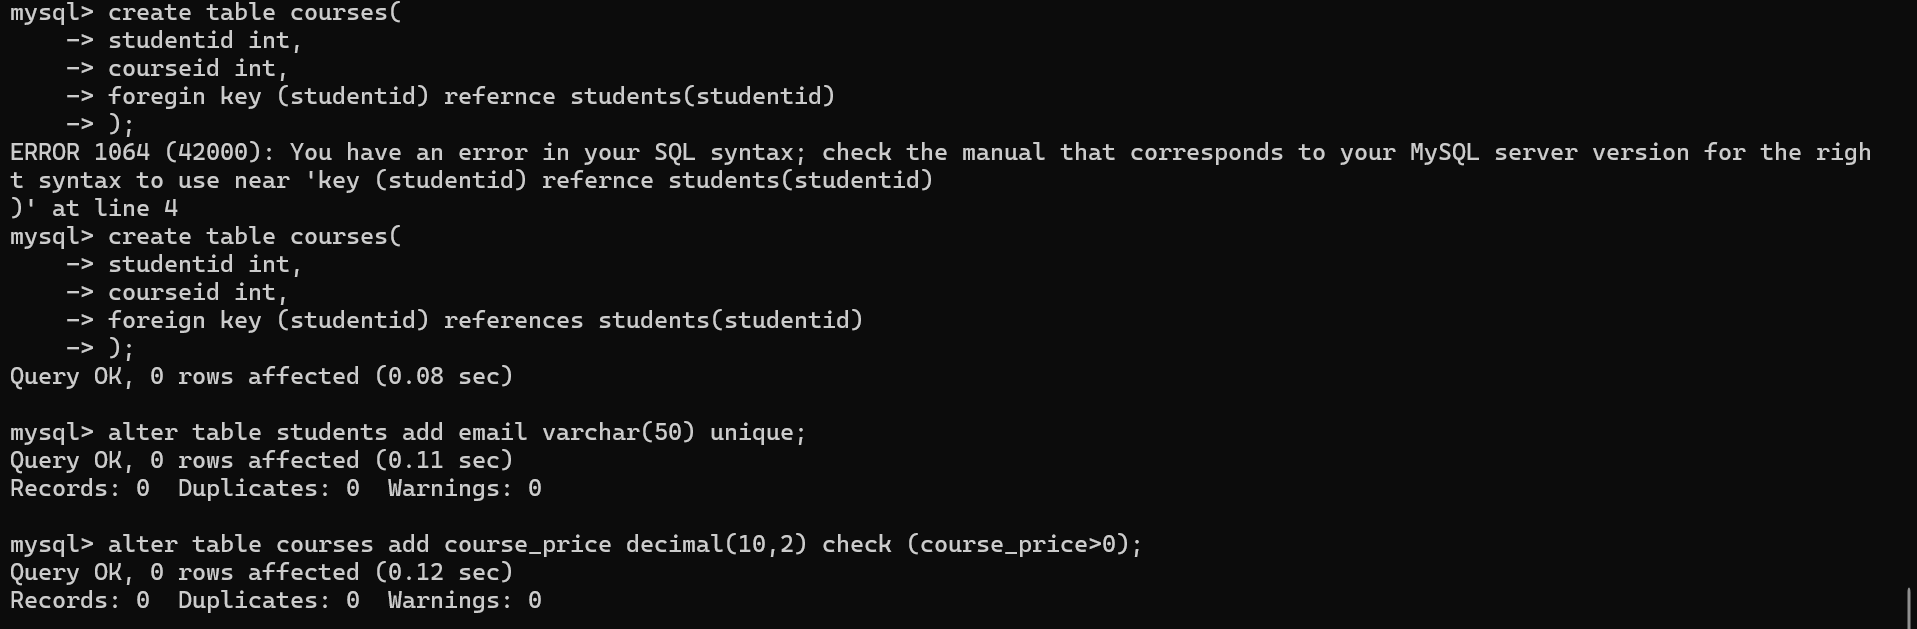 mysql> create table courses(
    -> studentid int,
    -> courseid int,
    -> foregin key (studentid) refernce students(studentid)
    -> );
ERROR 1064 (42000): You have an error in your SQL syntax; check the manual that corresponds to your MySQL server version for the righ
t syntax to use near 'key (studentid) refernce students(studentid)
)' at line 4
mysql> create table courses(
    -> studentid int,
    -> courseid int,
    -> foreign key (studentid) references students(studentid)
    -> );
Query OK, 0 rows affected (0.08 sec)

mysql> alter table students add email varchar(50) unique;
Query OK, 0 rows affected (0.11 sec)
Records: 0  Duplicates: 0  Warnings: 0

mysql> alter table courses add course_price decimal(10,2) check (course_price>0);
Query OK, 0 rows affected (0.12 sec)
Records: 0  Duplicates: 0  Warnings: 0